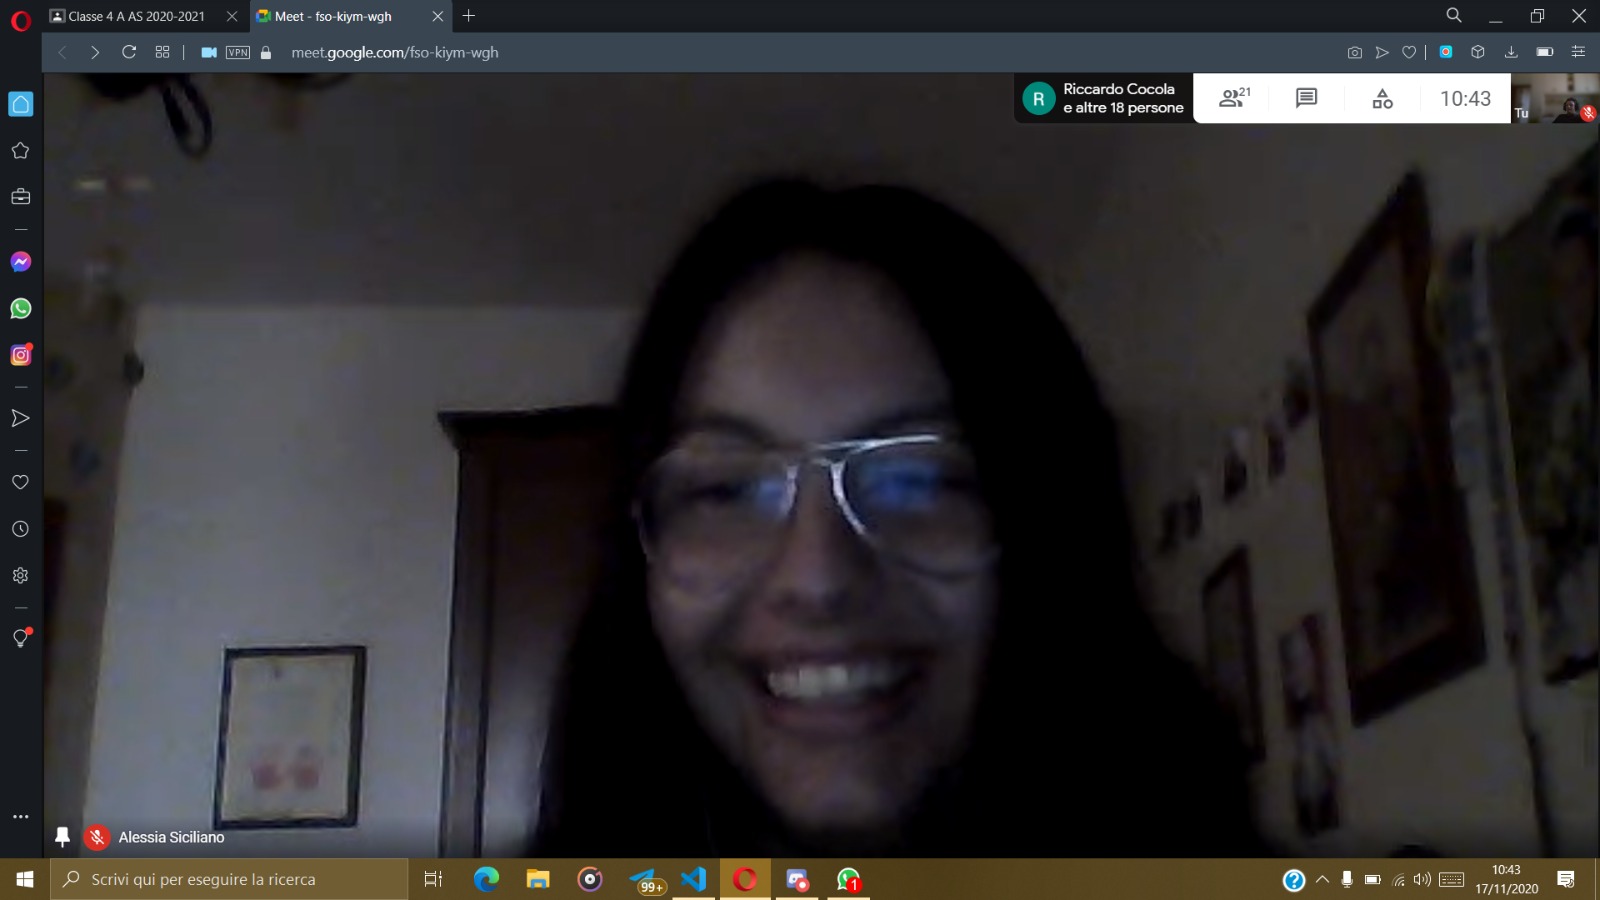 Classe 4 A AS 2020-2021
Meet - fso-kiym-wgh
VPN
meet.google.com/fso-kiym-wgh
R
Riccardo Cocola
e altre 18 persone
21
10:43
Tu
Alessia Siciliano
Scrivi qui per eseguire la ricerca
99+
1
10:43
17/11/2020